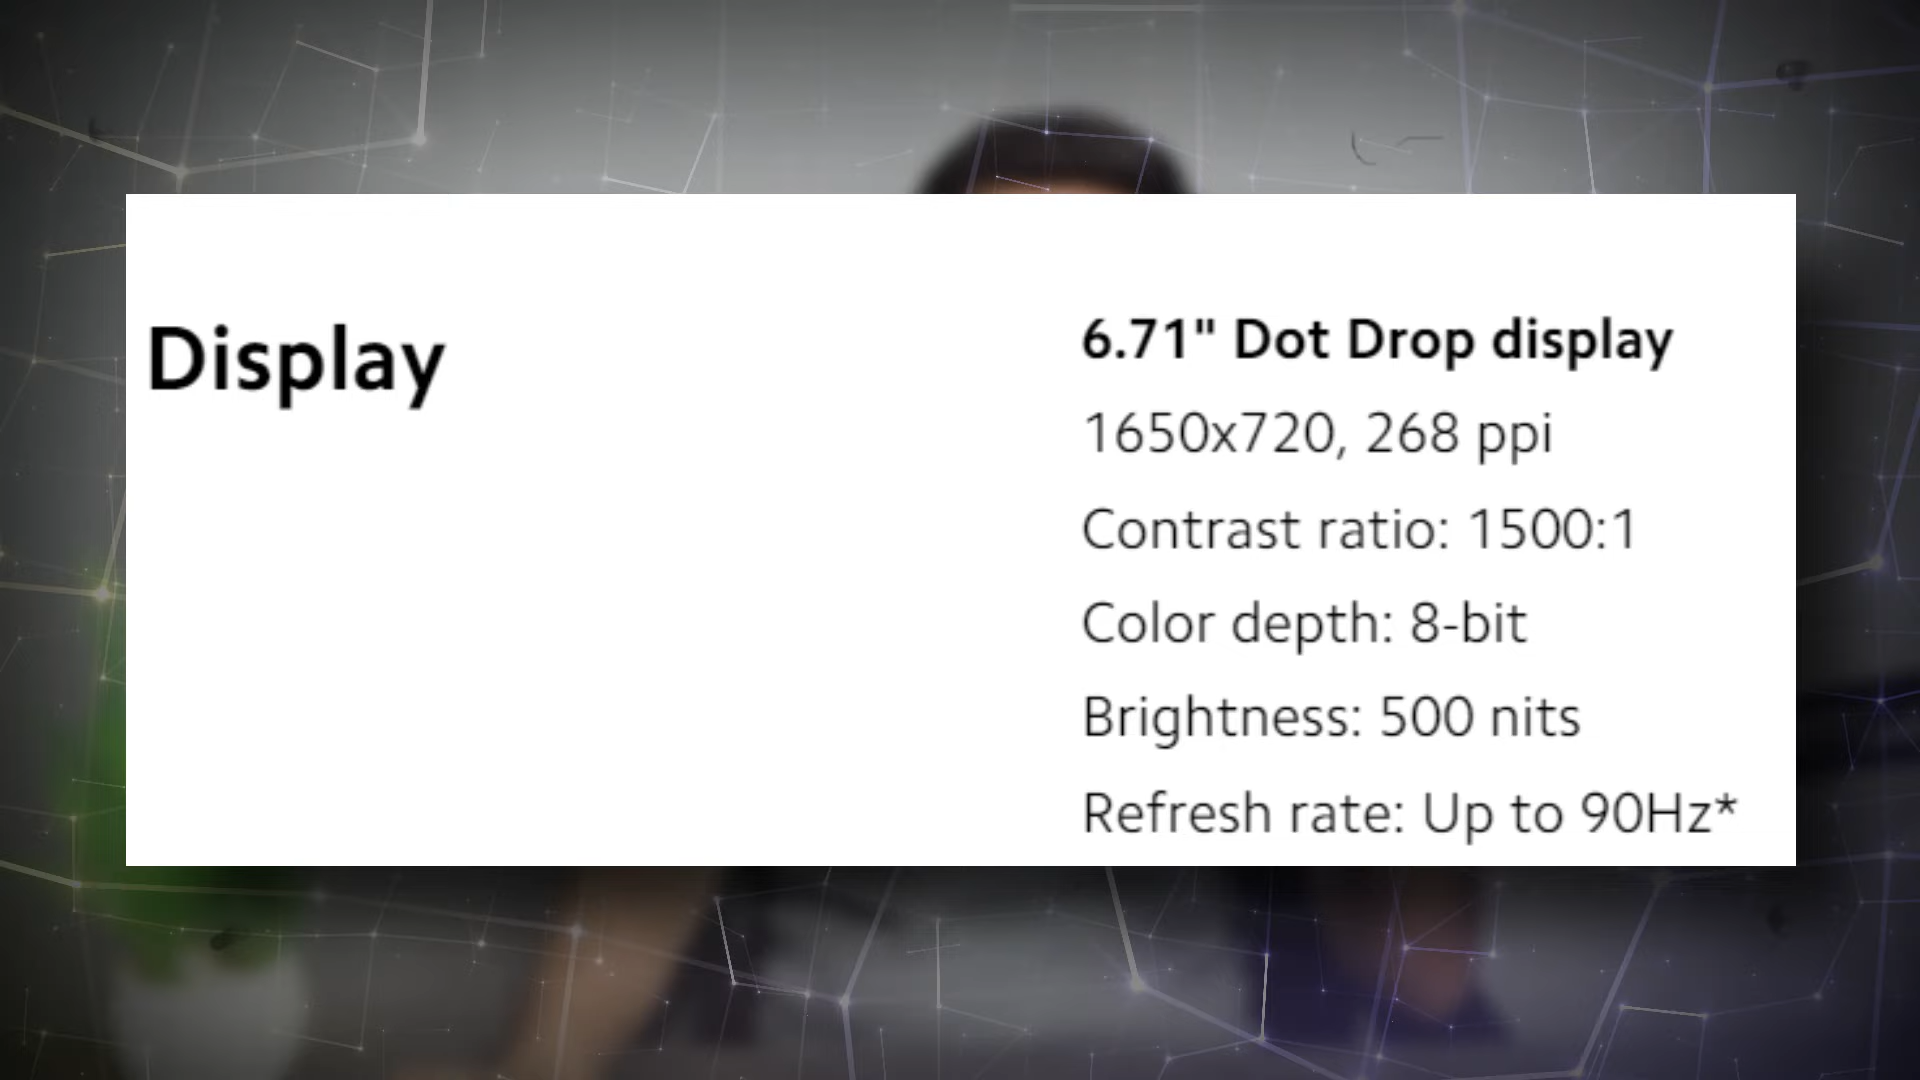 Display
6.71" Dot Drop display
1650x720, 268 ppi
Contrast ratio: 1500:1
Color depth: 8-bit
Brightness: 500 nits
Refresh rate: Up to 90Hz*